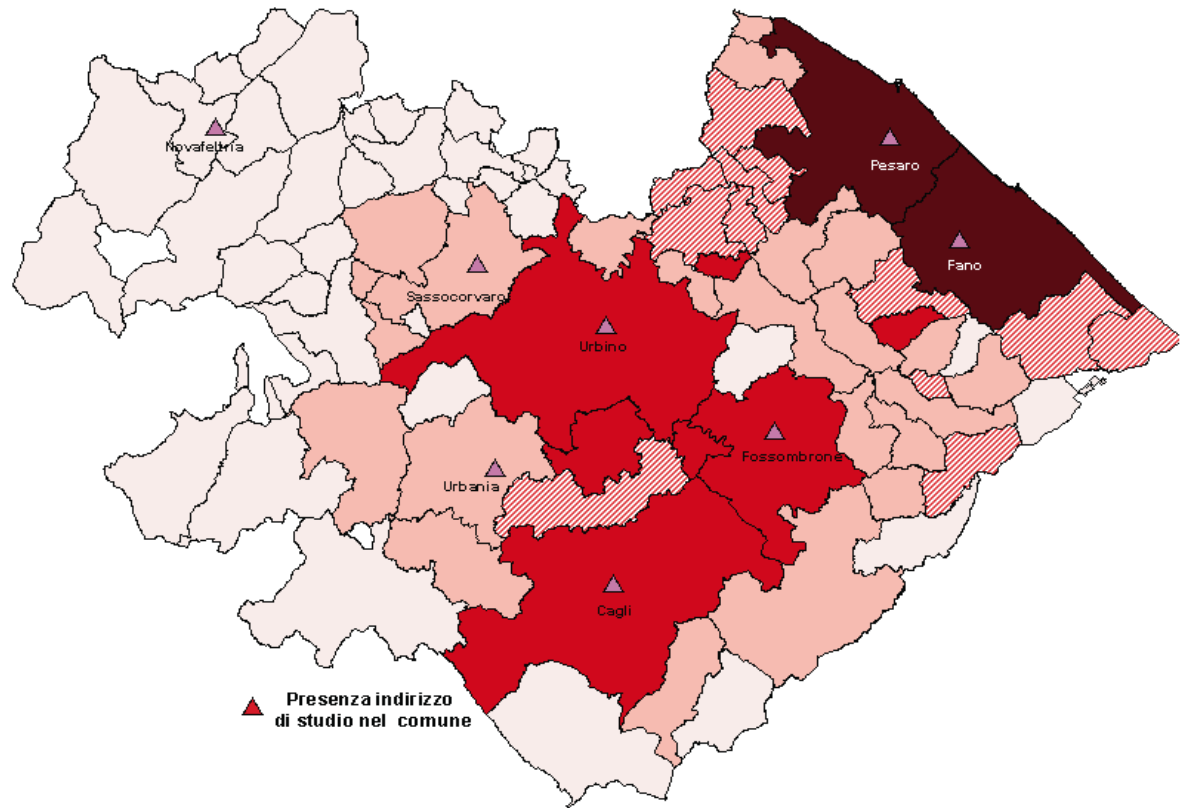 Novafeltria
Pesaro
Fano
Sassocorvaro
Urbino
Fossombrone
Urbania
Cagli
Presenza indirizzo
di studio nel comune